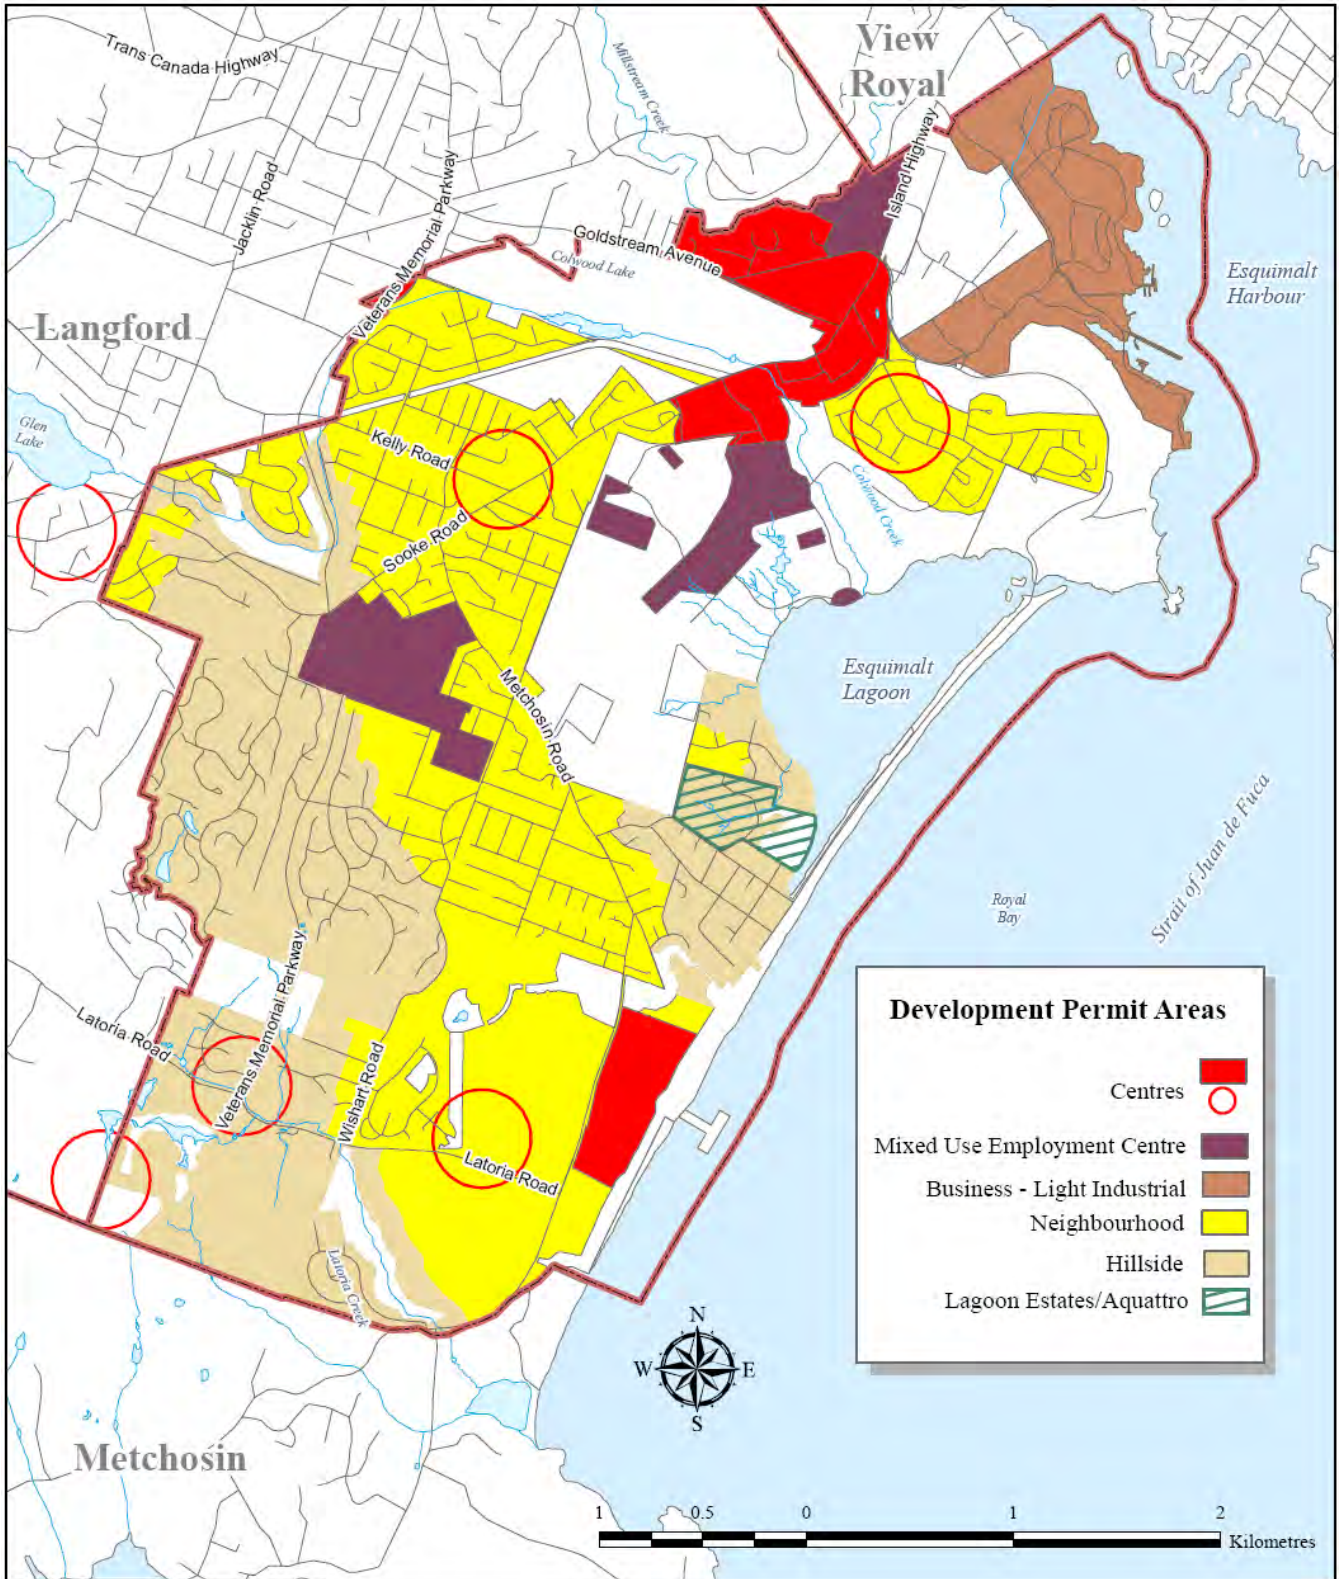 View
Royal
Trans Canada Highway
Millstream Creek
Island Highway
Jacklin Road
Veterans Memorial Parkway
Goldstream Avenue
Colwood Lake
Esquimalt
Harbour
Langford
Glen
Lake
Kelly Road
Sooke Road
Colwood Creek
Esquimalt
Lagoon
Metchosin Road
Strait of Juan de Fuca
Royal
Bay
Veterans Memorial Parkway
Latoria Road
Wishart Road
Latoria Road
Latoria Creek
Metchosin
Development Permit Areas
Centres
Mixed Use Employment Centre
Business - Light Industrial
Neighbourhood
Hillside
Lagoon Estates/Aquattro
N
W E
S
1 0.5 0 1 2
Kilometres